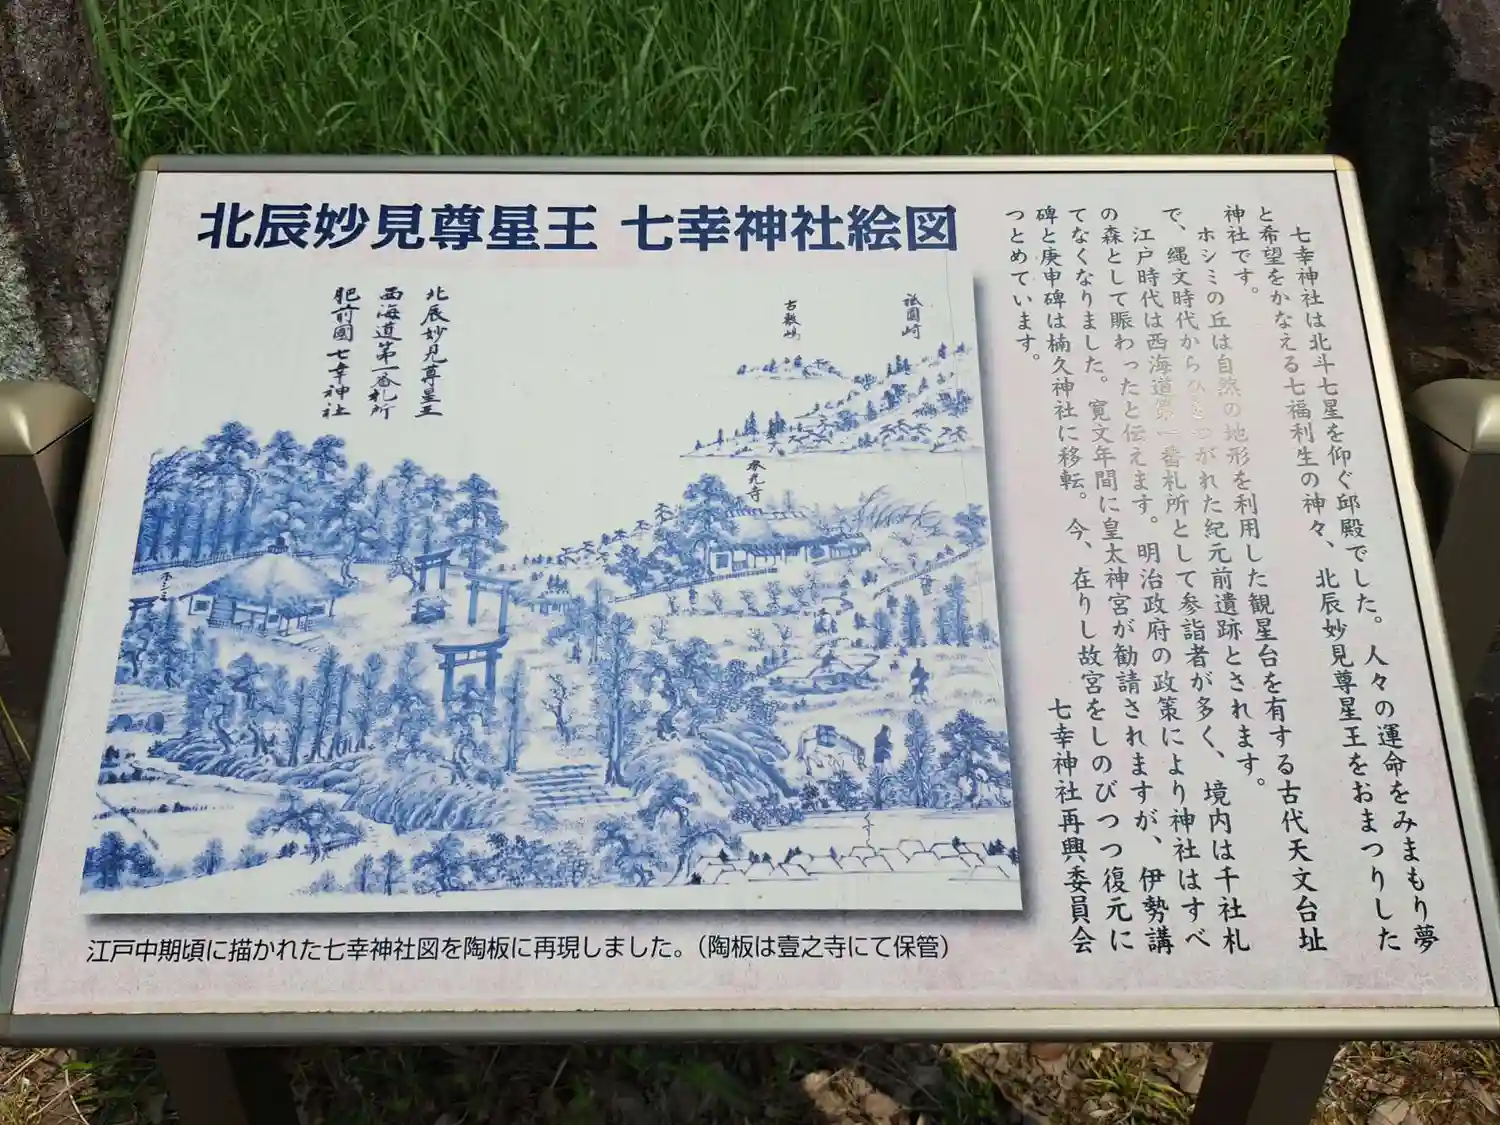 北辰妙見尊星王 七幸神社絵図
七幸神社は北斗七星を仰ぐ邱殿でした。人々の運命をみまもり夢
と希望をかなえる七福利生の神々、北辰妙見尊星王をおまつりした
神社です。
ホシミの丘は自然の地形を利用した観星台を有する古代天文台址
で、縄文時代からひきつがれた紀元前遺跡とされます。
江戸時代は西海道第一番札所として参詣者が多く、境内は千社札
の森として賑わったと伝えます。明治政府の政策により神社はすべ
てなくなりました。寛文年間に皇太神宮が勧請されますが、伊勢講
碑と庚申碑は楠久神社に移転。今、在りし故宮をしのびつつ復元に
つとめています。
七幸神社再興委員会
北辰妙見尊星王
西海道第一番札所
肥前國 七幸神社
祇園崎
本光寺
江戸中期頃に描かれた七幸神社図を陶板に再現しました。（陶板は壹之寺にて保管）